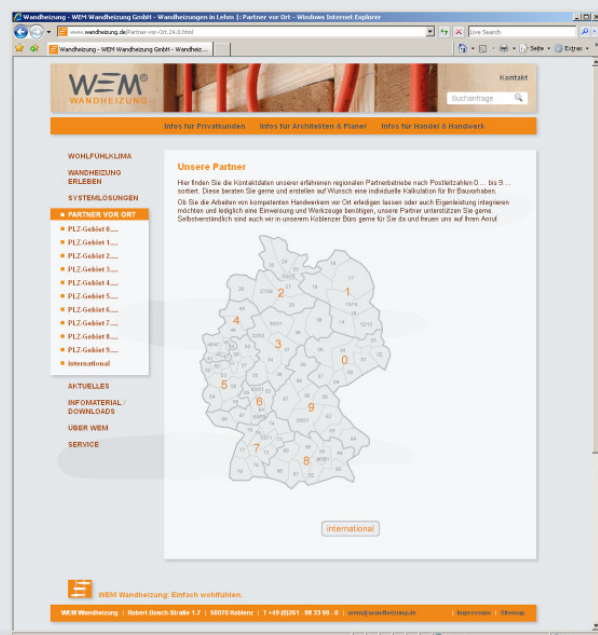 Wandheizung - WEM Wandheizung GmbH - Wandheizungen in Lehm |: Partner vor Ort - Windows Internet Explorer
www.wandheizung.de/Partner-vor-Ort.24.0.html
Live Search
Wandheizung - WEM Wandheizung GmbH - Wandheiz...
Seite
Extras
WEM®
WANDHEIZUNG
Kontakt
Suchanfrage
Infos für Privatkunden
Infos für Architekten & Planer
Infos für Handel & Handwerk
WOHLFÜHLKLIMA
WANDHEIZUNG
ERLEBEN
SYSTEMLÖSUNGEN
PARTNER VOR ORT
PLZ-Gebiet 0....
PLZ-Gebiet 1....
PLZ-Gebiet 2....
PLZ-Gebiet 3....
PLZ-Gebiet 4....
PLZ-Gebiet 5....
PLZ-Gebiet 6....
PLZ-Gebiet 7....
PLZ-Gebiet 8....
PLZ-Gebiet 9....
international
AKTUELLES
INFOMATERIAL /
DOWNLOADS
ÜBER WEM
SERVICE
Unsere Partner
Hier finden Sie die Kontaktdaten unserer erfahrenen regionalen Partnerbetriebe nach Postleitzahlen 0.... bis 9....
sortiert. Diese beraten Sie gerne und erstellen auf Wunsch eine individuelle Kalkulation für Ihr Bauvorhaben.
Ob Sie die Arbeiten von kompetenten Handwerkern vor Ort erledigen lassen oder auch Eigenleistung integrieren
möchten und lediglich eine Einweisung und Werkzeuge benötigen, unsere Partner unterstützen Sie gerne.
Selbstverständlich sind auch wir in unserem Koblenzer Büro gerne für Sie da und freuen uns auf Ihren Anruf.
2
1
4
3
0
5
6
9
7
8
international
WEM Wandheizung: Einfach wohlfühlen.
WEM Wandheizung | Robert-Bosch-Straße 1-7 | 56070 Koblenz | T +49 (0)261 - 98 33 99 - 0 | wem@wandheizung.de | Impressum | Sitemap